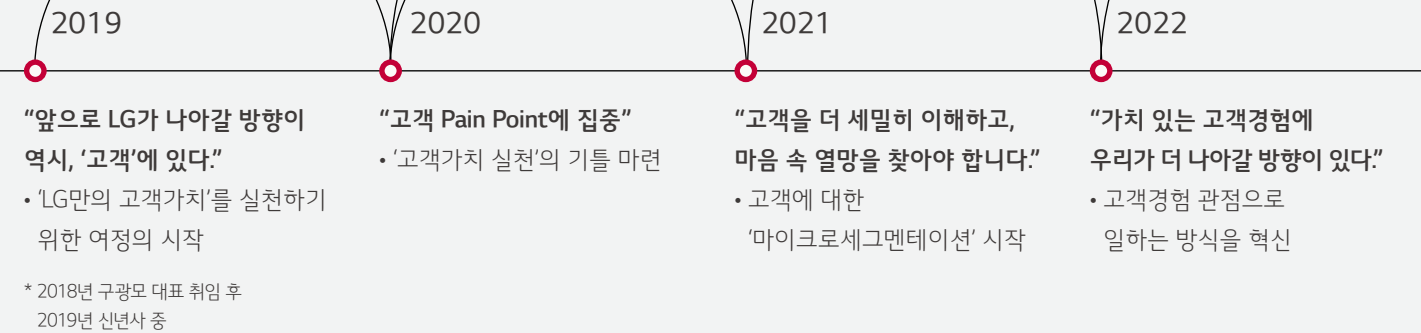 2019
"앞으로 LG가 나아갈 방향이
역시, '고객'에 있다."
• 'LG만의 고객가치'를 실천하기
위한 여정의 시작
* 2018년 구광모 대표 취임 후
2019년 신년사 중
2020
"고객 Pain Point에 집중"
• '고객가치 실천'의 기틀 마련
2021
"고객을 더 세밀히 이해하고,
마음 속 열망을 찾아야 합니다."
• 고객에 대한
'마이크로세그멘테이션' 시작
2022
"가치 있는 고객경험에
우리가 더 나아갈 방향이 있다."
• 고객경험 관점으로
일하는 방식을 혁신